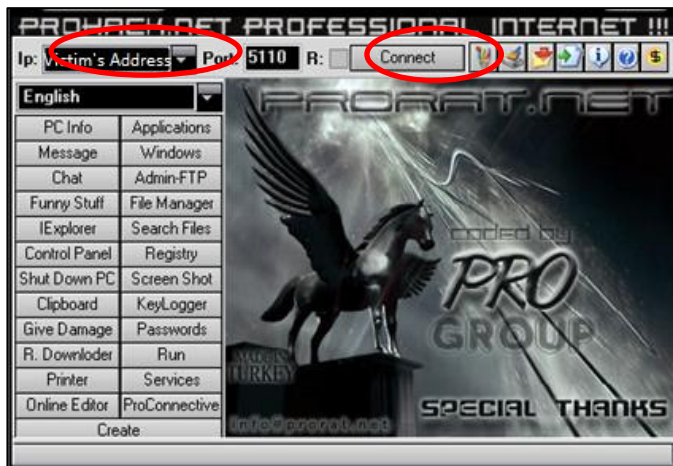 PROHACK.NET PROFESSIONAL INTERNET !!!
Ip: Victim's Address Port: 5110 R: Connect
English
PRORAT.NET
PC Info Applications
Message Windows
Chat Admin-FTP
Funny Stuff File Manager
IExplorer Search Files
Control Panel Registry
Shut Down PC Screen Shot
Clipboard KeyLogger
Give Damage Passwords
R. Downloder Run
Printer Services
Online Editor ProConnective
Create
coded by
PRO
GROUP
MADE IN
TURKEY
SPECIAL THANKS
info@prorat.net